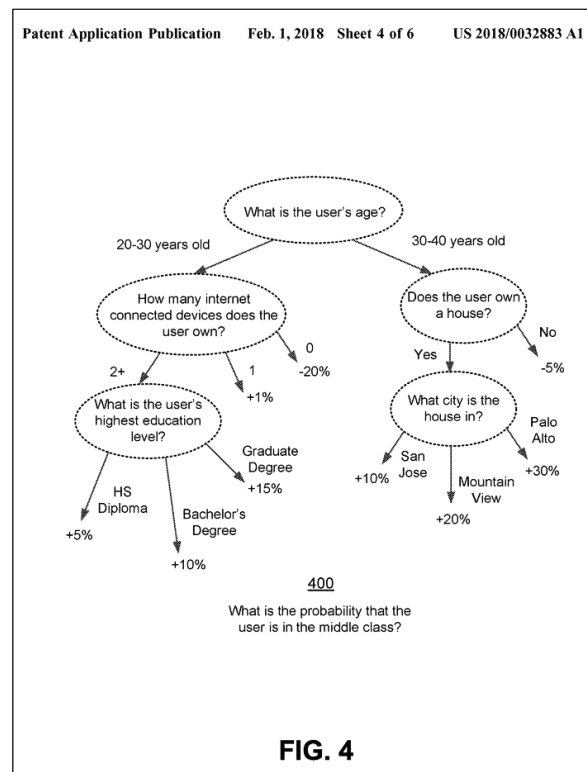 Patent Application Publication Feb. 1, 2018 Sheet 4 of 6 US 2018/0032883 A1
What is the user's age?
20-30 years old
30-40 years old
How many internet
connected devices does the
user own?
Does the user own
a house?
2+
1
+1%
0
-20%
Yes
No
-5%
What is the user's
highest education
level?
What city is the
house in?
HS
Diploma
+5%
Bachelor's
Degree
+10%
Graduate
Degree
+15%
San
Jose
+10%
Mountain
View
+20%
Palo
Alto
+30%
400
What is the probability that the
user is in the middle class?
FIG. 4